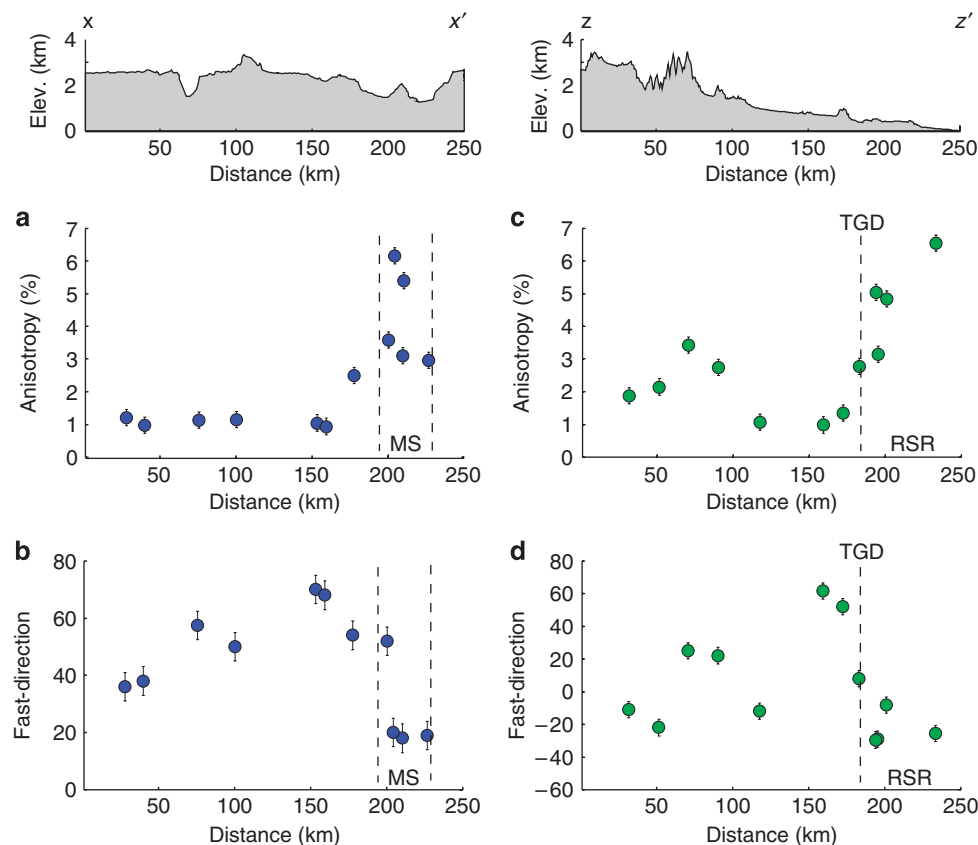 x x′
Elev. (km)
4
2
0
50 100 150 200 250
Distance (km)
z z′
Elev. (km)
4
2
0
50 100 150 200 250
Distance (km)
a
Anisotropy (%)
7
6
5
4
3
2
1
0
MS
50 100 150 200 250
Distance (km)
c
TGD
Anisotropy (%)
7
6
5
4
3
2
1
0
RSR
50 100 150 200 250
Distance (km)
b
Fast-direction
80
60
40
20
0
MS
50 100 150 200 250
Distance (km)
d
TGD
Fast-direction
80
60
40
20
0
−20
−40
−60
RSR
50 100 150 200 250
Distance (km)